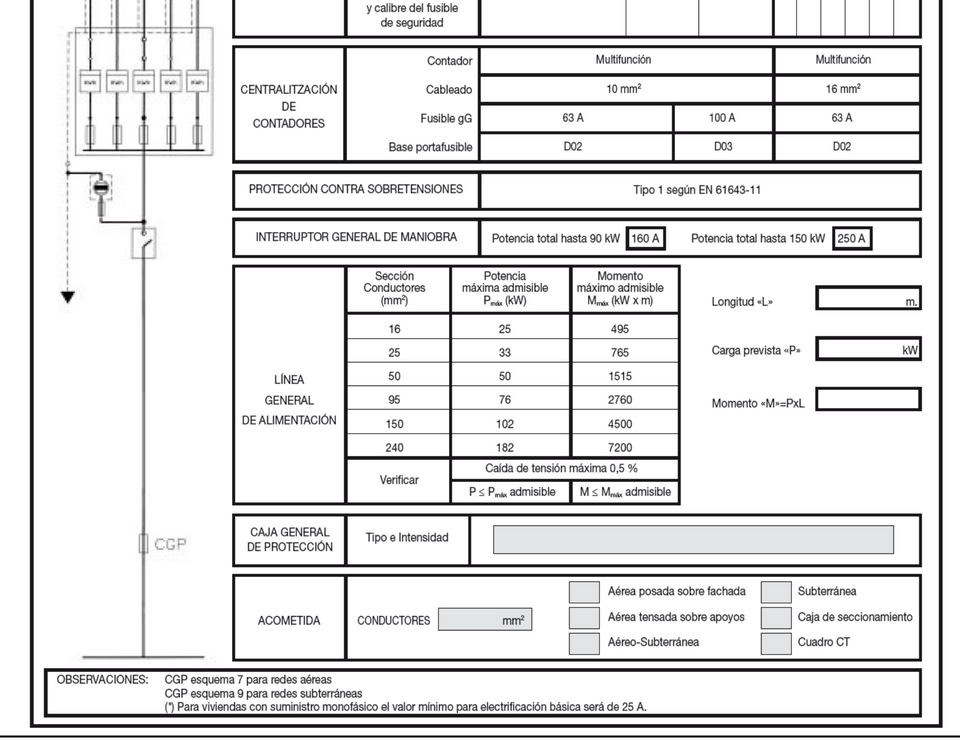 y calibre del fusible
de seguridad
CENTRALIZACIÓN
DE
CONTADORES
Contador
Multifunción
Multifunción
Cableado
10 mm²
16 mm²
Fusible gG
63 A
100 A
63 A
Base portafusible
D02
D03
D02
PROTECCIÓN CONTRA SOBRETENSIONES
Tipo 1 según EN 61643-11
INTERRUPTOR GENERAL DE MANIOBRA
Potencia total hasta 90 kW
160 A
Potencia total hasta 150 kW
250 A
LÍNEA
GENERAL
DE ALIMENTACIÓN
Sección
Conductores
(mm²)
Potencia
máxima admisible
Pmáx (kW)
Momento
máximo admisible
Mmáx (kW x m)
16
25
495
25
33
765
50
50
1515
95
76
2760
150
102
4500
240
182
7200
Verificar
Caída de tensión máxima 0,5 %
P ≤ Pmáx admisible
M ≤ Mmáx admisible
Longitud «L»
m.
Carga prevista «P»
kW
Momento «M»=PxL
CGP
CAJA GENERAL
DE PROTECCIÓN
Tipo e Intensidad
ACOMETIDA
CONDUCTORES
mm²
Aérea posada sobre fachada
Subterránea
Aérea tensada sobre apoyos
Caja de seccionamiento
Aéreo-Subterránea
Cuadro CT
OBSERVACIONES: CGP esquema 7 para redes aéreas
CGP esquema 9 para redes subterráneas
(*) Para viviendas con suministro monofásico el valor mínimo para electrificación básica será de 25 A.